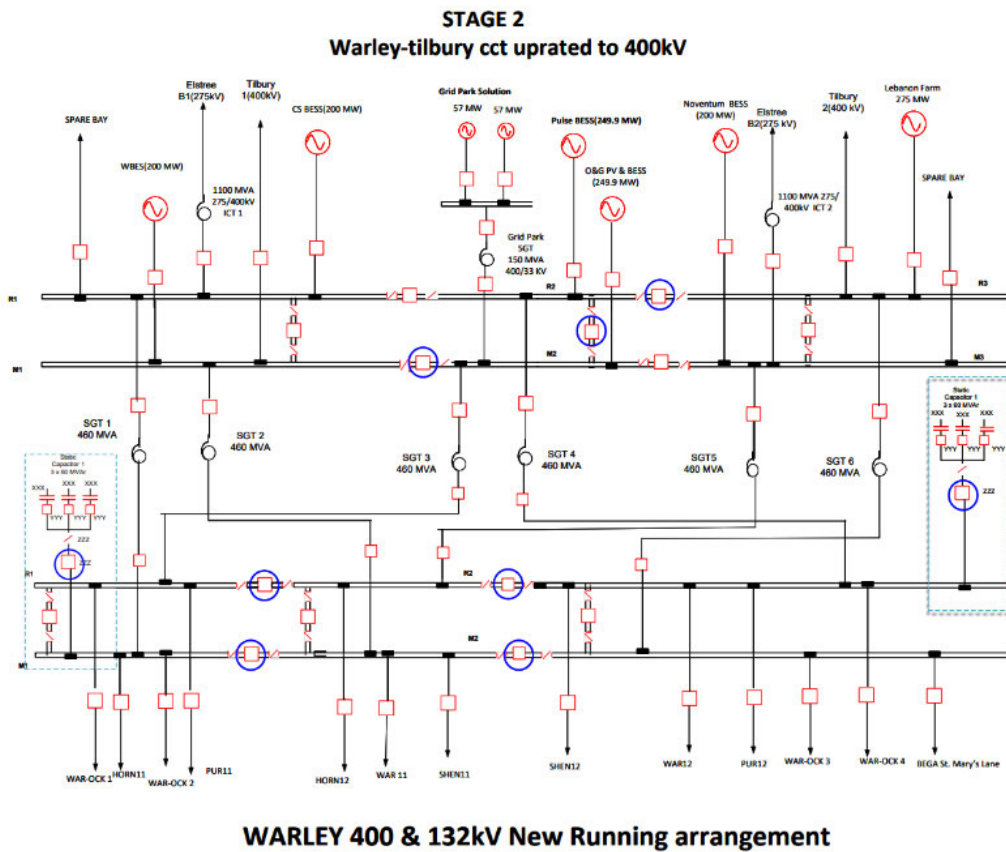 STAGE 2
Warley-tilbury cct uprated to 400kV
SPARE BAY
WBES(200 MW)
Elstree
B1(275kV)
1100 MVA
275/400kV
ICT 1
Tilbury
1(400kV)
CS BESS(200 MW)
Grid Park Solution
57 MW
57 MW
Grid Park
SGT
150 MVA
400/33 KV
Pulse BESS(249.9 MW)
O&G PV & BESS
(249.9 MW)
Noventum BESS
(200 MW)
Elstree
B2(275 kV)
1100 MVA 275/
400kV ICT 2
Tilbury
2(400 kV)
Lebanon Farm
275 MW
SPARE BAY
R1
R2
R3
M1
M2
M3
SGT 1
460 MVA
SGT 2
460 MVA
SGT 3
460 MVA
SGT 4
460 MVA
SGT5
460 MVA
SGT 6
460 MVA
Static
Capacitor 1
3 x 60 MVAr
XXX
XXX
XXX
YYY
YYY
YYY
ZZZ
ZZZ
Static
Capacitor 1
3 x 60 MVAr
XXX
XXX
XXX
YYY
YYY
YYY
ZZZ
ZZZ
R1
R2
M1
M2
WAR-OCK 1
HORN11
WAR-OCK 2
PUR11
HORN12
WAR 11
SHEN11
SHEN12
WAR12
PUR12
WAR-OCK 3
WAR-OCK 4
BEGA St. Mary's Lane
WARLEY 400 & 132kV New Running arrangement